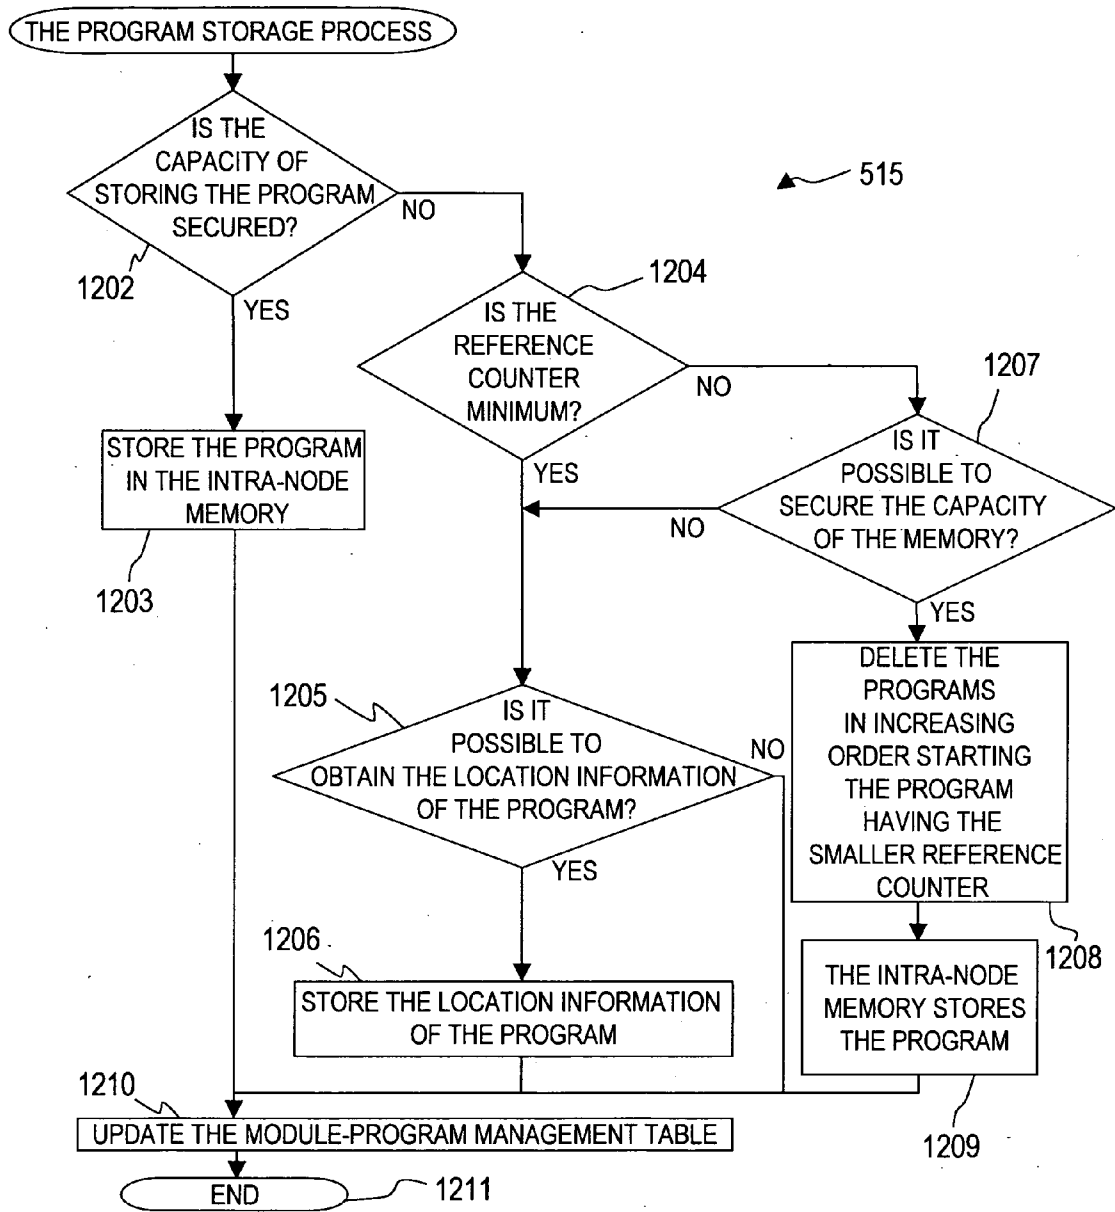 THE PROGRAM STORAGE PROCESS
IS THE
CAPACITY OF
STORING THE PROGRAM
SECURED?
NO
515
1202
YES
1204
IS THE
REFERENCE
COUNTER
MINIMUM?
NO
1207
YES
IS IT
POSSIBLE TO
SECURE THE CAPACITY
OF THE MEMORY?
NO
YES
STORE THE PROGRAM
IN THE INTRA-NODE
MEMORY
1203
1205
IS IT
POSSIBLE TO
OBTAIN THE LOCATION INFORMATION
OF THE PROGRAM?
NO
YES
DELETE THE
PROGRAMS
IN INCREASING
ORDER STARTING
THE PROGRAM
HAVING THE
SMALLER REFERENCE
COUNTER
1208
1206
STORE THE LOCATION INFORMATION
OF THE PROGRAM
THE INTRA-NODE
MEMORY STORES
THE PROGRAM
1209
1210
UPDATE THE MODULE-PROGRAM MANAGEMENT TABLE
END
1211